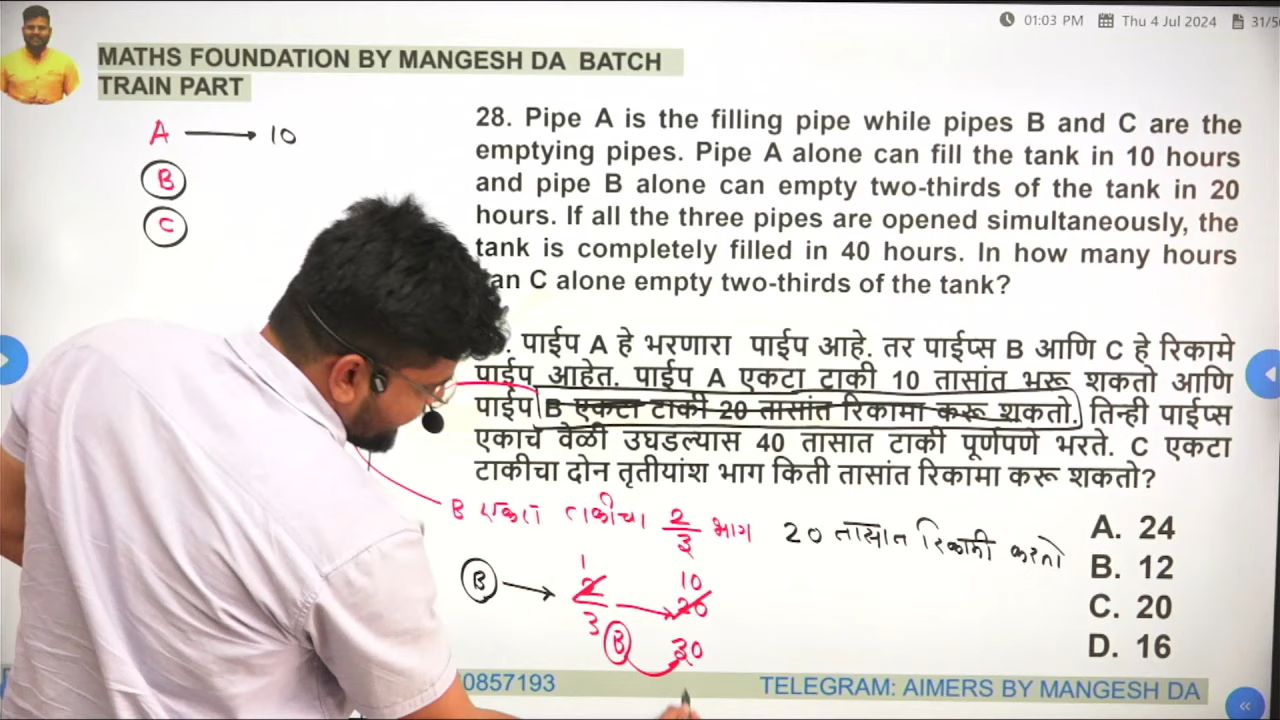 01:03 PM Thu 4 Jul 2024 31/5
MATHS FOUNDATION BY MANGESH DA BATCH
TRAIN PART
A → 10
B
C
28. Pipe A is the filling pipe while pipes B and C are the
emptying pipes. Pipe A alone can fill the tank in 10 hours
and pipe B alone can empty two-thirds of the tank in 20
hours. If all the three pipes are opened simultaneously, the
tank is completely filled in 40 hours. In how many hours
an C alone empty two-thirds of the tank?
पाईप A हे भरणारा पाईप आहे. तर पाईप्स B आणि C हे रिकामे
पाईप आहेत. पाईप A एकटा टाकी 10 तासांत भरू शकतो आणि
पाईप B एकटा टाकी 20 तासांत रिकामा करू शकतो. तिन्ही पाईप्स
एकाचे वेळी उघडल्यास 40 तासात टाकी पूर्णपणे भरते. C एकटा
टाकीचा दोन तृतीयांश भाग किती तासांत रिकामा करू शकतो?
B एकटा टाकीचा 2/3 भाग 20 तासात रिकामी करतो
B → 2/3 → 20
1 10
B 30
A. 24
B. 12
C. 20
D. 16
0857193 TELEGRAM: AIMERS BY MANGESH DA